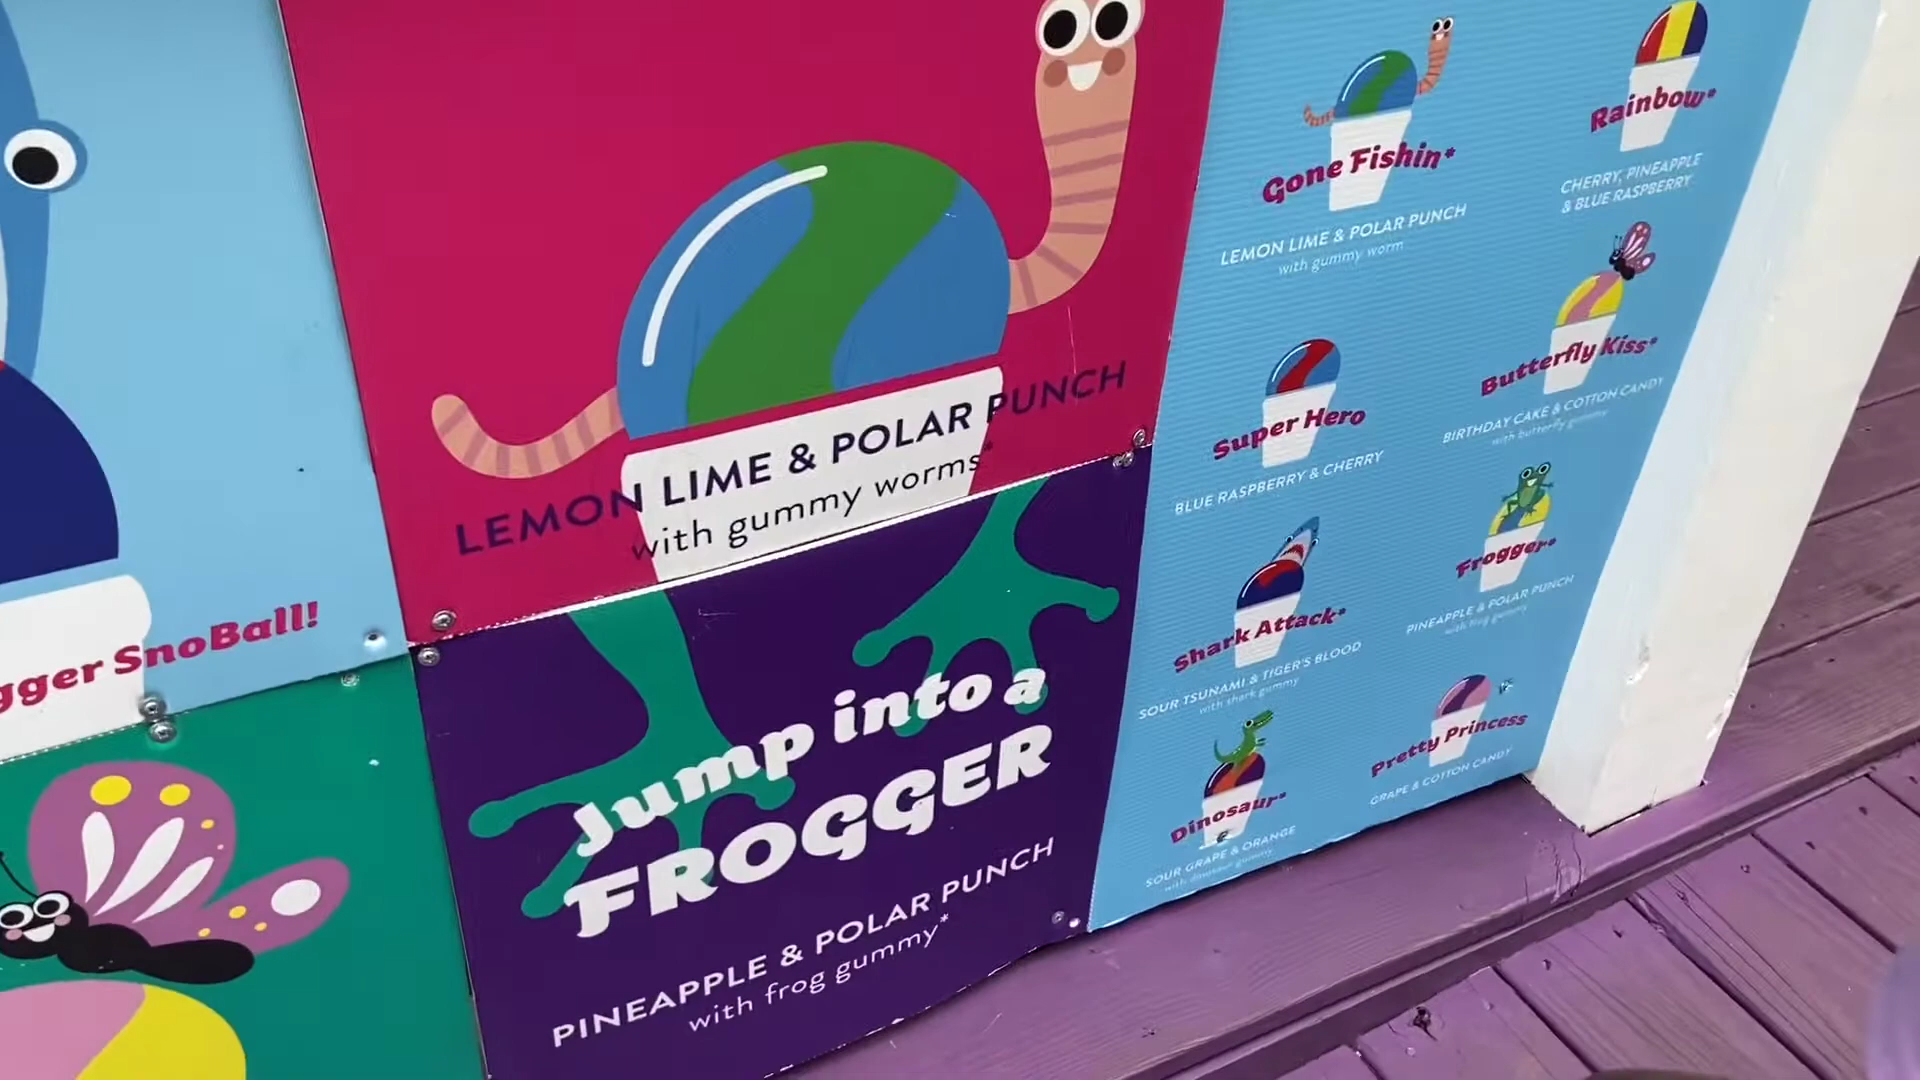 gger SnoBall!
LEMON LIME & POLAR PUNCH
with gummy worms*
Jump into a
FROGGER
PINEAPPLE & POLAR PUNCH
with frog gummy*
Gone Fishin*
LEMON LIME & POLAR PUNCH
with gummy worm
Rainbow*
CHERRY, PINEAPPLE
& BLUE RASPBERRY
Super Hero
BLUE RASPBERRY & CHERRY
Butterfly Kiss*
BIRTHDAY CAKE & COTTON CANDY
with butterfly gummy
Shark Attack*
SOUR TSUNAMI & TIGER'S BLOOD
with shark gummy
Frogger*
PINEAPPLE & POLAR PUNCH
with frog gummy
Dinosaur*
SOUR GRAPE & ORANGE
with dinosaur gummy
Pretty Princess
GRAPE & COTTON CANDY